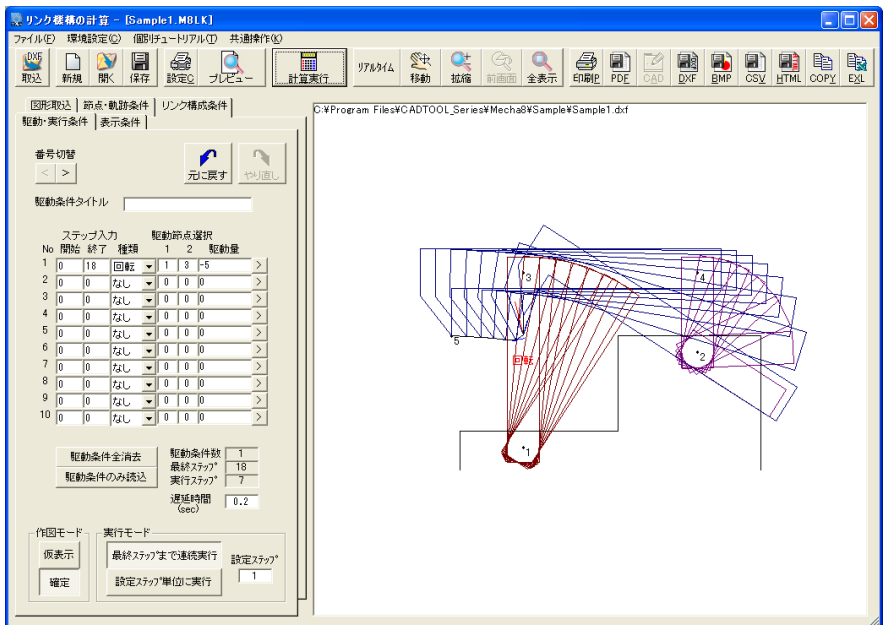 リンク機構の計算 - [Sample1.M8LK]
ファイル(F) 環境設定(C) 個別チュートリアル(T) 共通操作(K)
DXF
取込 新規 開く 保存 設定C プレビュー 計算実行 リアルタイム 移動 拡縮 前画面 全表示 印刷P PDF CAD DXF BMP CSV HTML COPY EXL
図形取込 節点・軌跡条件 リンク構成条件
駆動・実行条件 表示条件
番号切替
< > 元に戻す やり直し
駆動条件タイトル
ステップ入力 駆動節点選択
No 開始 終了 種類 1 2 駆動量
1 0 18 回転 1 3 -5 >
2 0 0 なし 0 0 0 >
3 0 0 なし 0 0 0 >
4 0 0 なし 0 0 0 >
5 0 0 なし 0 0 0 >
6 0 0 なし 0 0 0 >
7 0 0 なし 0 0 0 >
8 0 0 なし 0 0 0 >
9 0 0 なし 0 0 0 >
10 0 0 なし 0 0 0 >
駆動条件全消去 駆動条件数 1
最終ステップ 18
駆動条件のみ読込 実行ステップ 7
遅延時間 0.2
(sec)
作図モード 実行モード
仮表示 最終ステップまで連続実行 設定ステップ
確定 設定ステップ単位に実行 1
C:¥Program Files¥CADTOOL_Series¥Mecha8¥Sample¥Sample1.dxf
3
4
5
回転
2
1